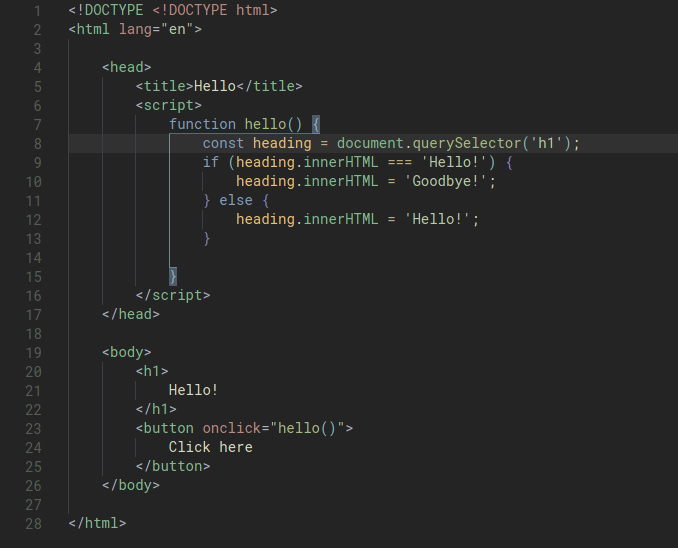 1 <!DOCTYPE <!DOCTYPE html>
2 <html lang="en">
3
4 <head>
5 <title>Hello</title>
6 <script>
7 function hello() {
8 const heading = document.querySelector('h1');
9 if (heading.innerHTML === 'Hello!') {
10 heading.innerHTML = 'Goodbye!';
11 } else {
12 heading.innerHTML = 'Hello!';
13 }
14
15 }
16 </script>
17 </head>
18
19 <body>
20 <h1>
21 Hello!
22 </h1>
23 <button onclick="hello()">
24 Click here
25 </button>
26 </body>
27
28 </html>